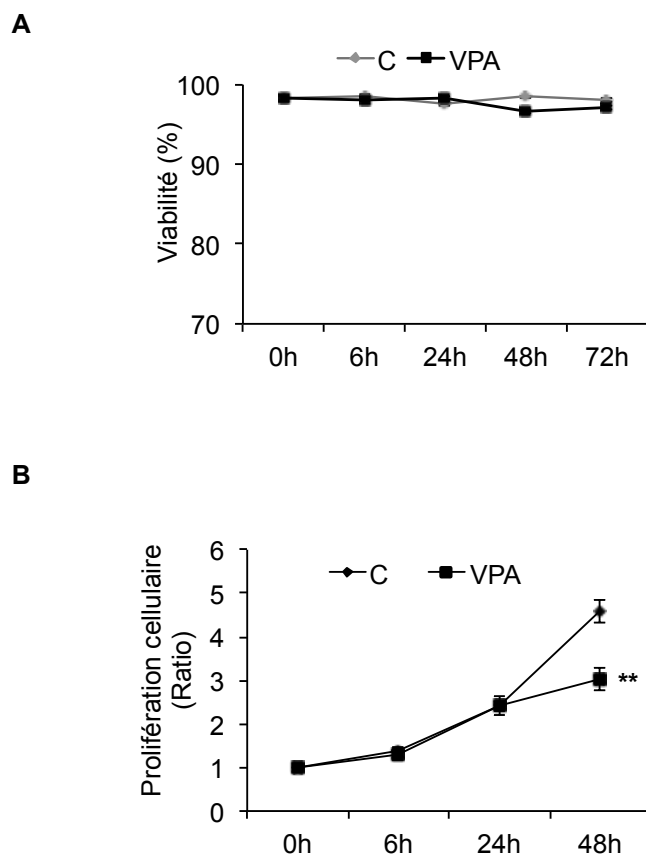 A
C VPA
100
90
80
70
Viabilité (%)
0h 6h 24h 48h 72h
B
C VPA
6
5
4
3
2
1
0
Prolifération cellulaire
(Ratio)
**
0h 6h 24h 48h